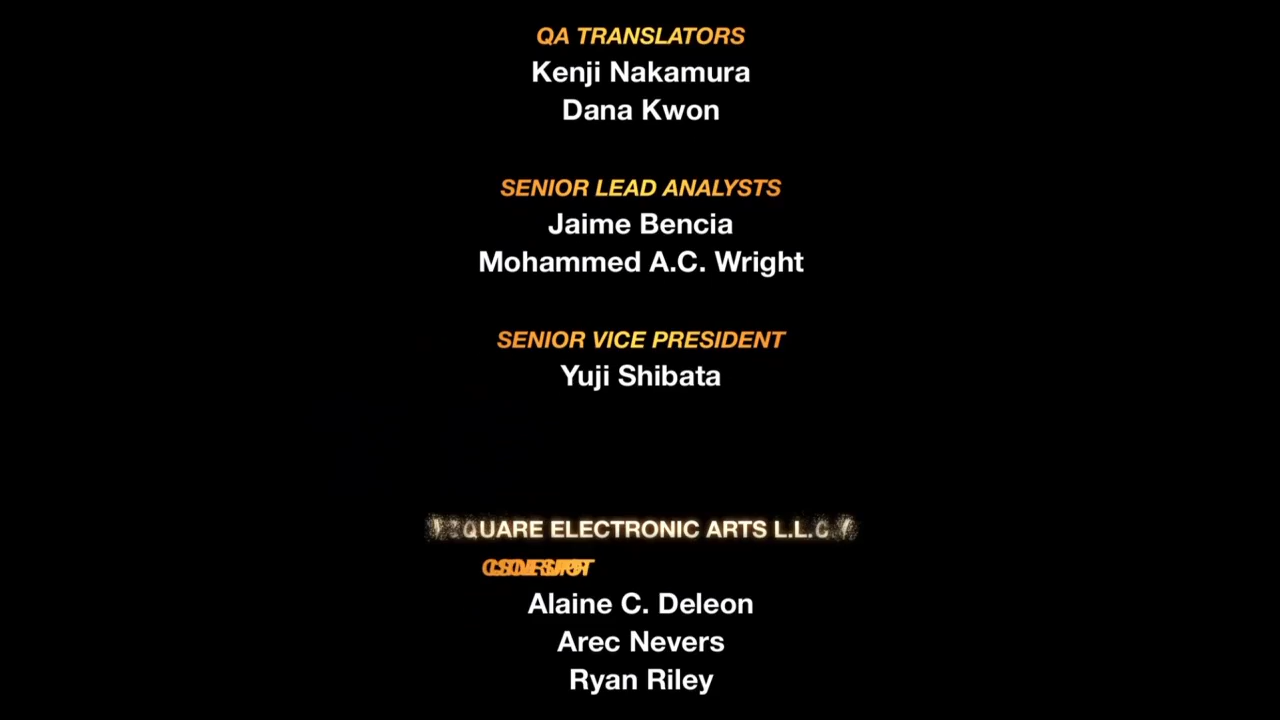 QA TRANSLATORS
Kenji Nakamura
Dana Kwon
SENIOR LEAD ANALYSTS
Jaime Bencia
Mohammed A.C. Wright
SENIOR VICE PRESIDENT
Yuji Shibata
SQUARE ELECTRONIC ARTS L.L.C.
Alaine C. Deleon
Arec Nevers
Ryan Riley